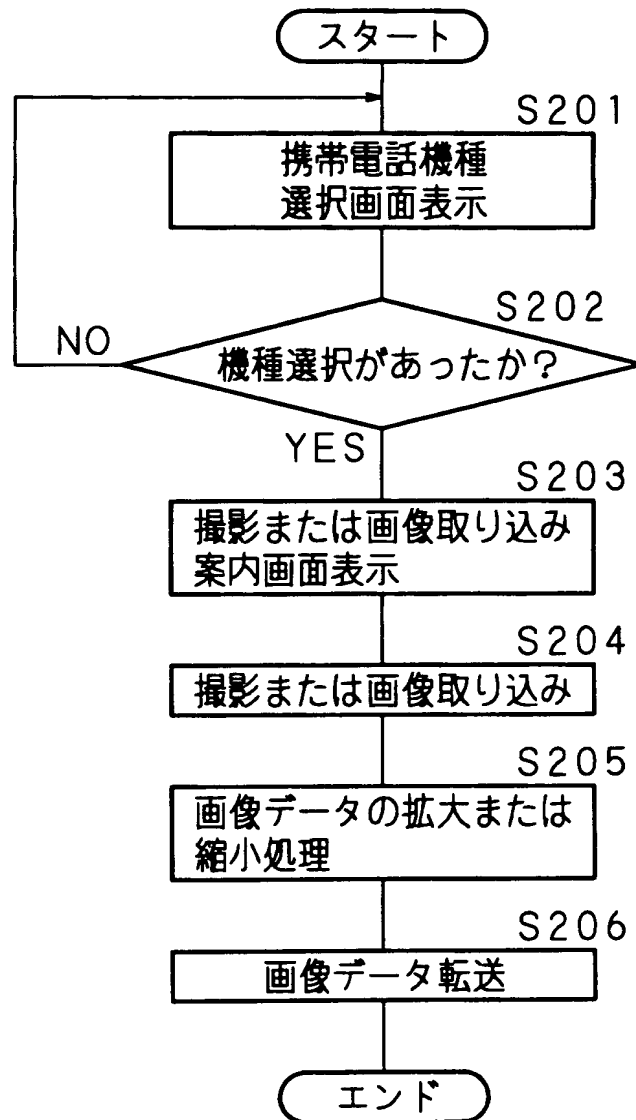 スタート
S201
携帯電話機種
選択画面表示
S202
NO
機種選択があったか?
YES
S203
撮影または画像取り込み
案内画面表示
S204
撮影または画像取り込み
S205
画像データの拡大または
縮小処理
S206
画像データ転送
エンド